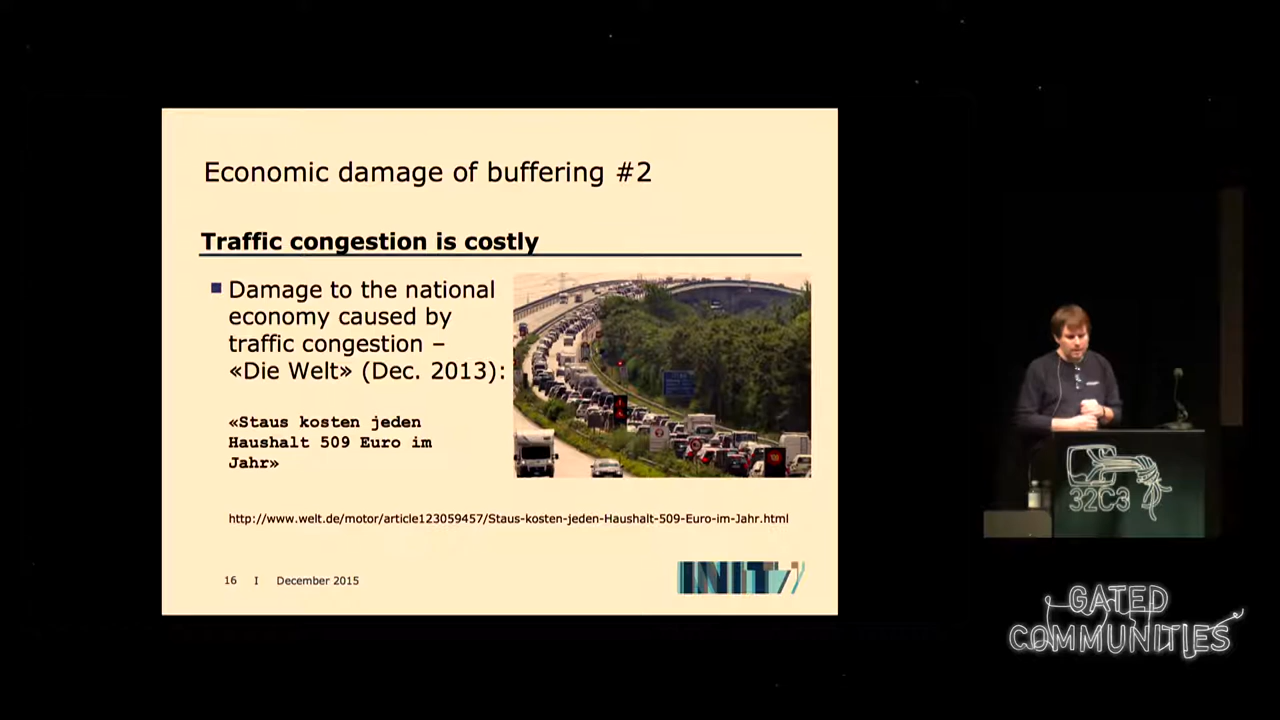 Economic damage of buffering #2
Traffic congestion is costly
Damage to the national
economy caused by
traffic congestion –
«Die Welt» (Dec. 2013):
«Staus kosten jeden
Haushalt 509 Euro im
Jahr»
http://www.welt.de/motor/article123059457/Staus-kosten-jeden-Haushalt-509-Euro-im-Jahr.html
16 I December 2015
INIT7
32C3
GATED
COMMUNITIES